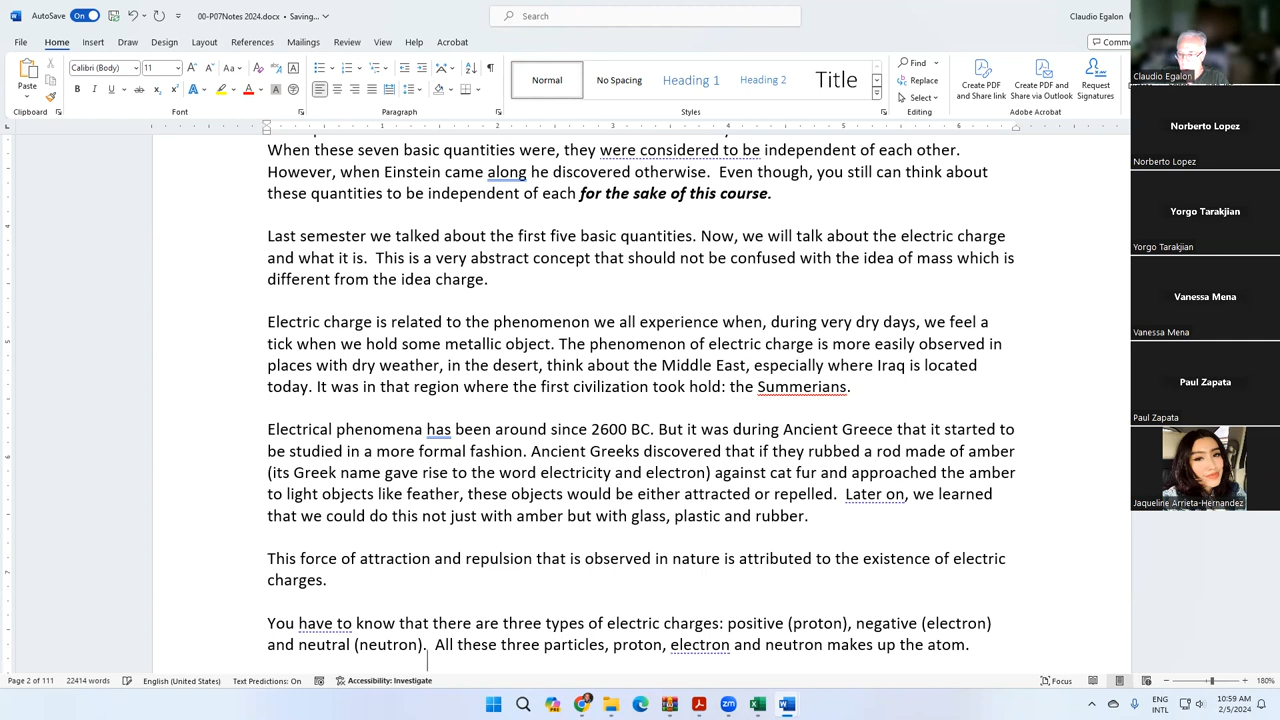 AutoSave On 00-P07Notes 2024.docx • Saving... Search Claudio Egalon
File Home Insert Draw Design Layout References Mailings Review View Help Acrobat Comme
Paste Calibri (Body) 11 Aa Normal No Spacing Heading 1 Heading 2 Title Find Replace Select Create PDF and Share link Create PDF and Share via Outlook Request Signatures
Clipboard Font Paragraph Styles Editing Adobe Acrobat
When these seven basic quantities were, they were considered to be independent of each other.
However, when Einstein came along he discovered otherwise. Even though, you still can think about
these quantities to be independent of each for the sake of this course.
Last semester we talked about the first five basic quantities. Now, we will talk about the electric charge
and what it is. This is a very abstract concept that should not be confused with the idea of mass which is
different from the idea charge.
Electric charge is related to the phenomenon we all experience when, during very dry days, we feel a
tick when we hold some metallic object. The phenomenon of electric charge is more easily observed in
places with dry weather, in the desert, think about the Middle East, especially where Iraq is located
today. It was in that region where the first civilization took hold: the Summerians.
Electrical phenomena has been around since 2600 BC. But it was during Ancient Greece that it started to
be studied in a more formal fashion. Ancient Greeks discovered that if they rubbed a rod made of amber
(its Greek name gave rise to the word electricity and electron) against cat fur and approached the amber
to light objects like feather, these objects would be either attracted or repelled. Later on, we learned
that we could do this not just with amber but with glass, plastic and rubber.
This force of attraction and repulsion that is observed in nature is attributed to the existence of electric
charges.
You have to know that there are three types of electric charges: positive (proton), negative (electron)
and neutral (neutron). All these three particles, proton, electron and neutron makes up the atom.
Page 2 of 111 22414 words English (United States) Text Predictions: On Accessibility: Investigate Focus 180%
ENG INTL 10:59 AM 2/5/2024
Claudio Egalon
Norberto Lopez
Norberto Lopez
Yorgo Tarakjian
Yorgo Tarakjian
Vanessa Mena
Vanessa Mena
Paul Zapata
Paul Zapata
Jaqueline Arrieta-Hernandez